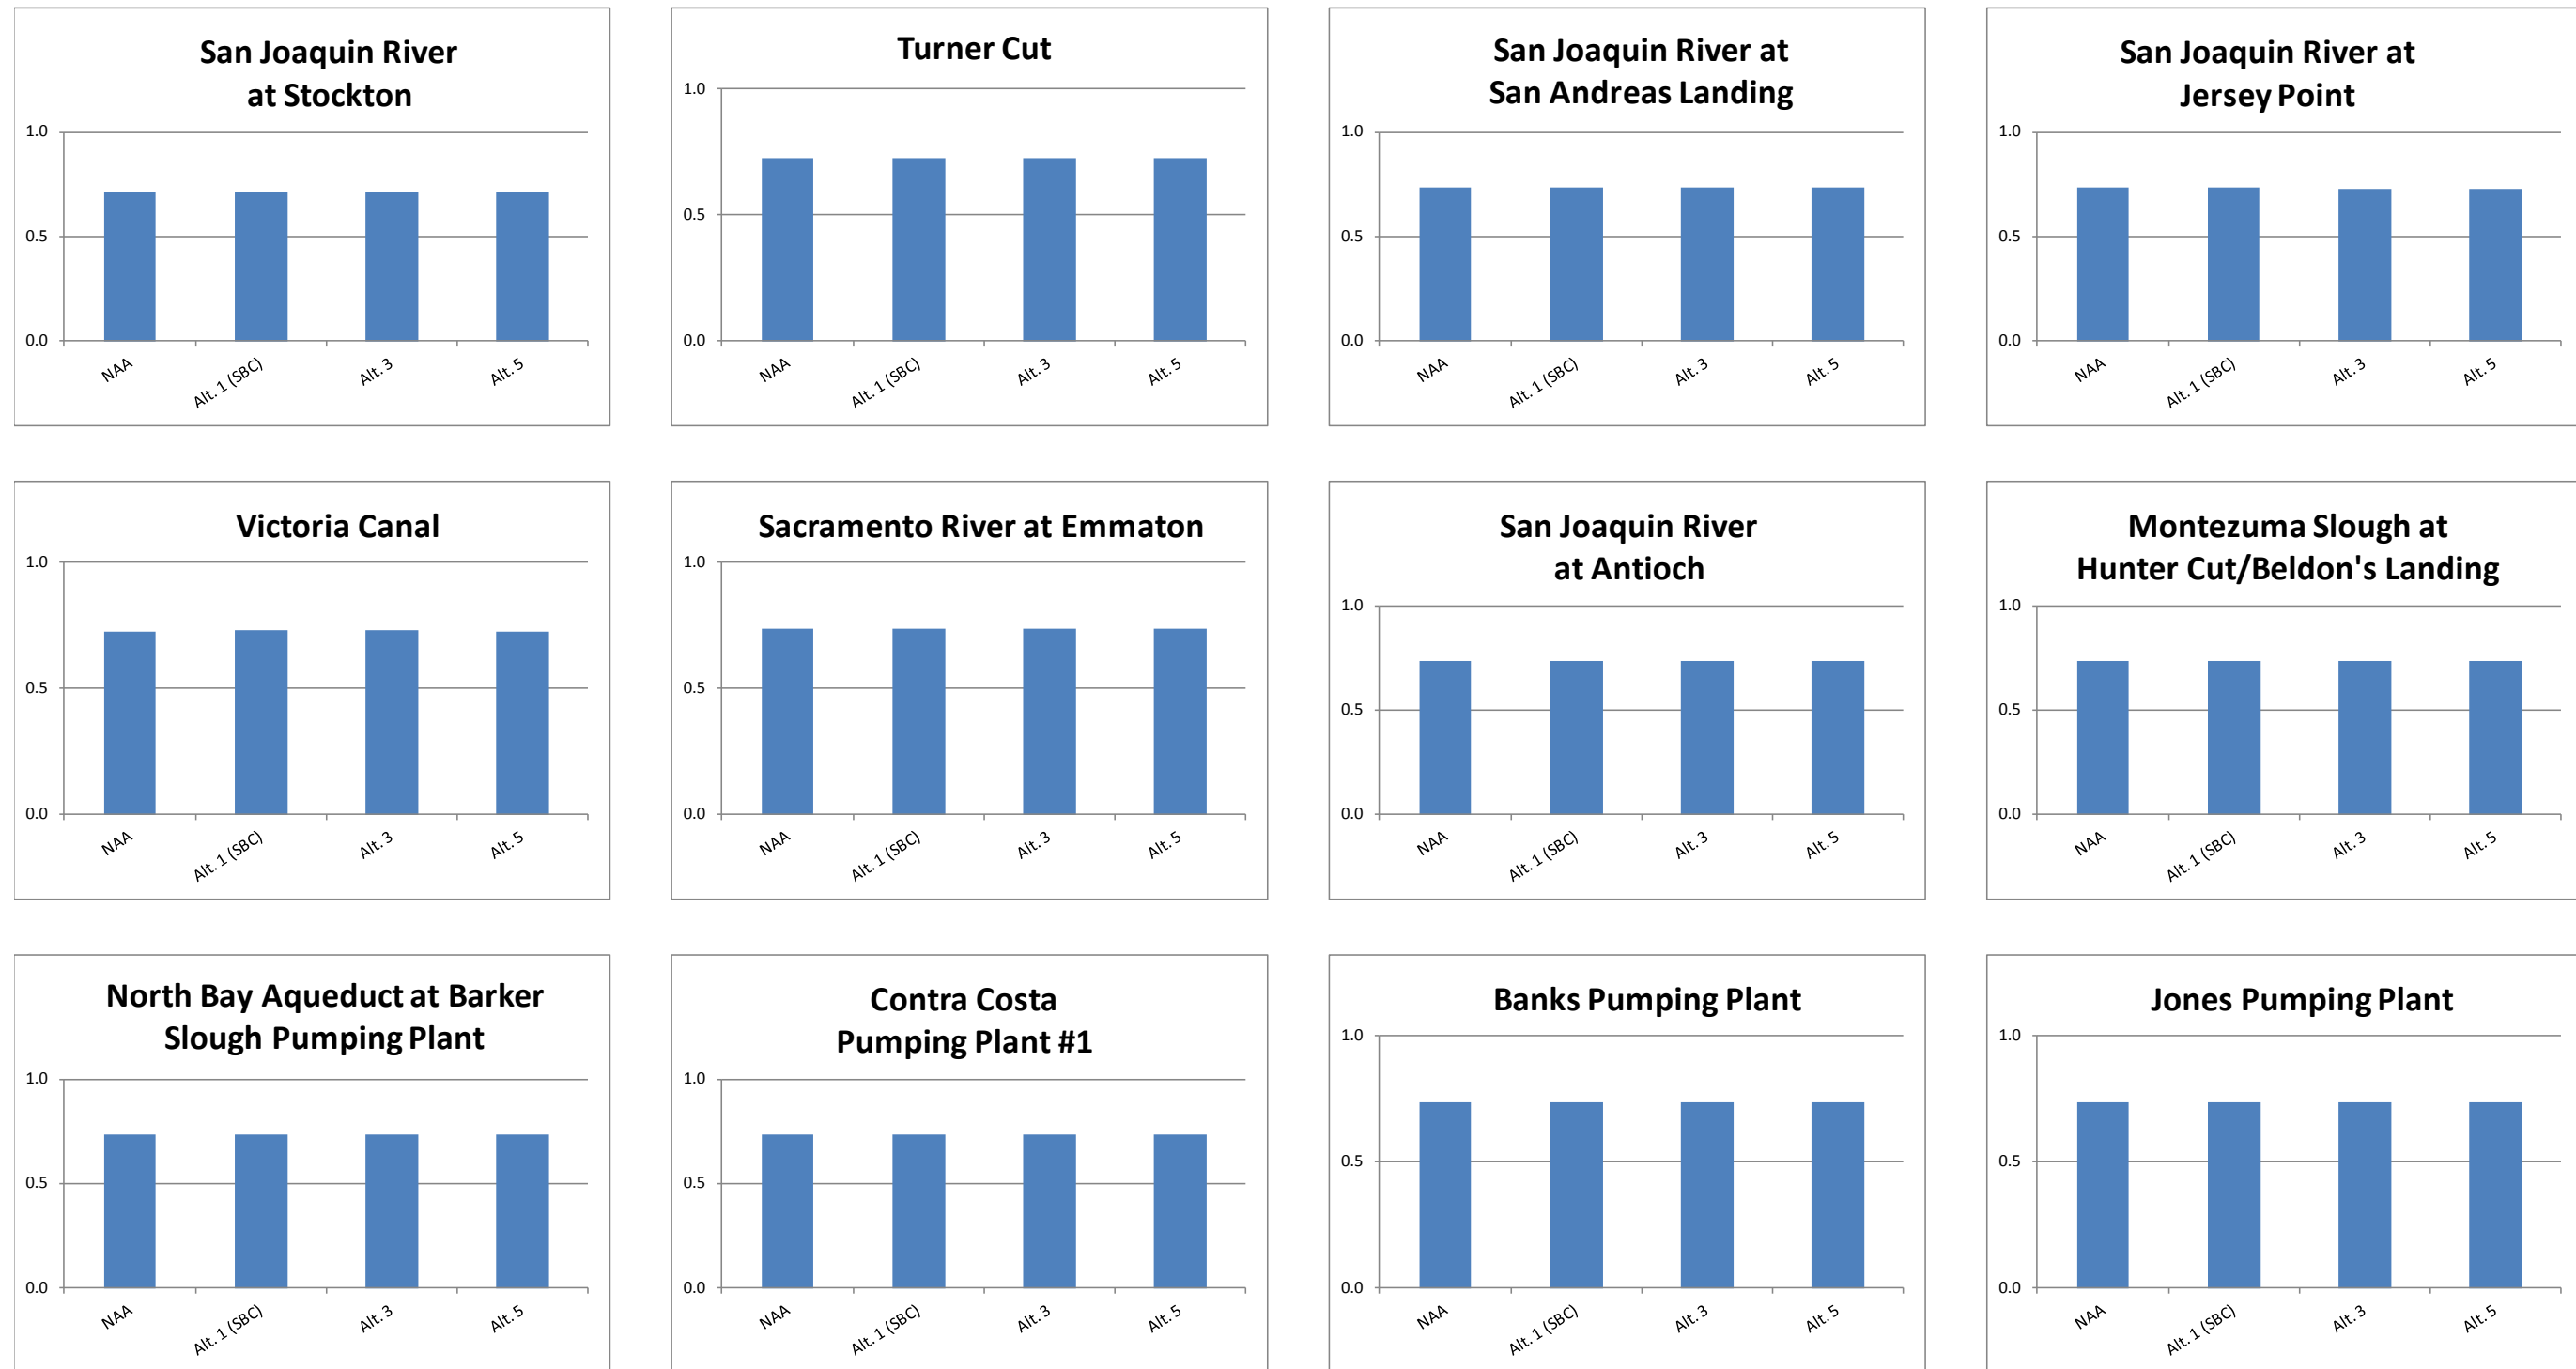 San Joaquin River
at Stockton
1.0
0.5
0.0
NAA
Alt. 1 (SBC)
Alt. 3
Alt. 5
Turner Cut
1.0
0.5
0.0
NAA
Alt. 1 (SBC)
Alt. 3
Alt. 5
San Joaquin River at
San Andreas Landing
1.0
0.5
0.0
NAA
Alt. 1 (SBC)
Alt. 3
Alt. 5
San Joaquin River at
Jersey Point
1.0
0.5
0.0
NAA
Alt. 1 (SBC)
Alt. 3
Alt. 5
Victoria Canal
1.0
0.5
0.0
NAA
Alt. 1 (SBC)
Alt. 3
Alt. 5
Sacramento River at Emmaton
1.0
0.5
0.0
NAA
Alt. 1 (SBC)
Alt. 3
Alt. 5
San Joaquin River
at Antioch
1.0
0.5
0.0
NAA
Alt. 1 (SBC)
Alt. 3
Alt. 5
Montezuma Slough at
Hunter Cut/Beldon's Landing
1.0
0.5
0.0
NAA
Alt. 1 (SBC)
Alt. 3
Alt. 5
North Bay Aqueduct at Barker
Slough Pumping Plant
1.0
0.5
0.0
NAA
Alt. 1 (SBC)
Alt. 3
Alt. 5
Contra Costa
Pumping Plant #1
1.0
0.5
0.0
NAA
Alt. 1 (SBC)
Alt. 3
Alt. 5
Banks Pumping Plant
1.0
0.5
0.0
NAA
Alt. 1 (SBC)
Alt. 3
Alt. 5
Jones Pumping Plant
1.0
0.5
0.0
NAA
Alt. 1 (SBC)
Alt. 3
Alt. 5